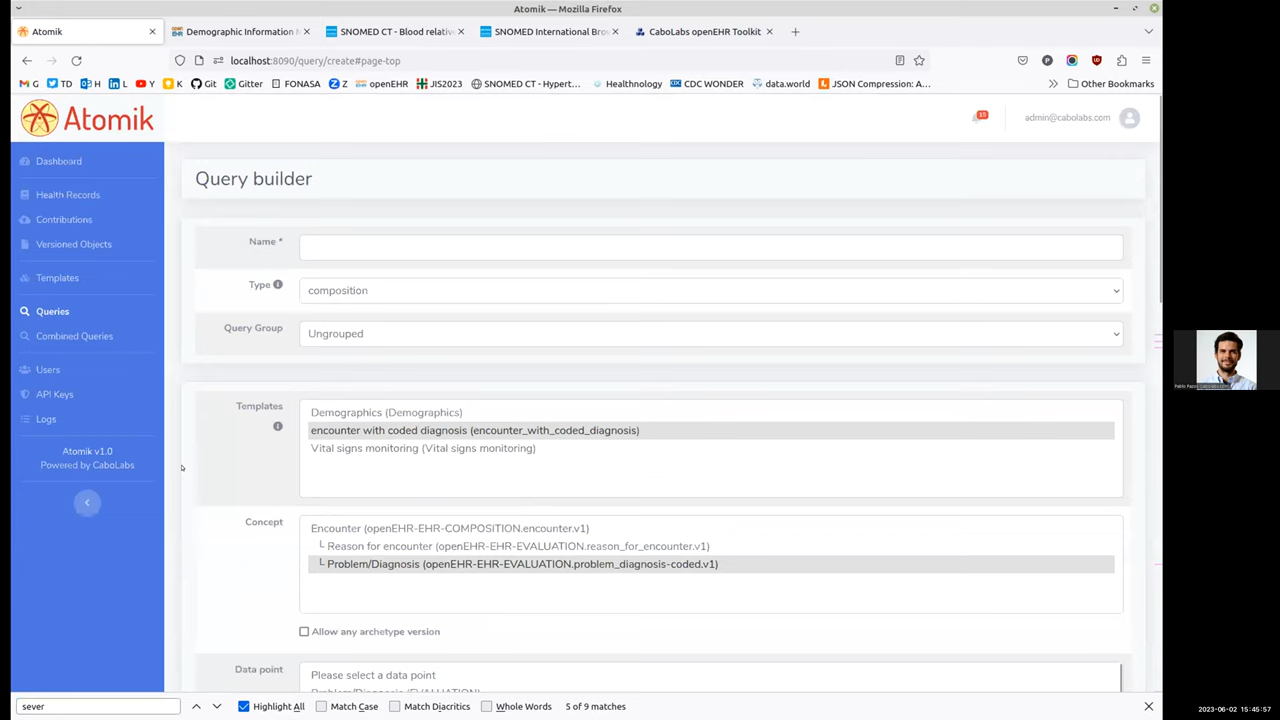 Atomik — Mozilla Firefox
Atomik
Demographic Information M
SNOMED CT - Blood relative
SNOMED International Bro
CaboLabs openEHR Toolkit
localhost:8090/query/create#page-top
G
TD
H
L
Y
K
Git
Gitter
FONASA
Z
openEHR
JIS2023
SNOMED CT - Hypert...
Healthnology
CDC WONDER
data.world
JSON Compression: A...
Other Bookmarks
Atomik
15
admin@cabolabs.com
Dashboard
Health Records
Contributions
Versioned Objects
Templates
Queries
Combined Queries
Users
API Keys
Logs
Atomik v1.0
Powered by CaboLabs
Query builder
Name *
Type
composition
Query Group
Ungrouped
Templates
Demographics (Demographics)
encounter with coded diagnosis (encounter_with_coded_diagnosis)
Vital signs monitoring (Vital signs monitoring)
Concept
Encounter (openEHR-EHR-COMPOSITION.encounter.v1)
└ Reason for encounter (openEHR-EHR-EVALUATION.reason_for_encounter.v1)
└ Problem/Diagnosis (openEHR-EHR-EVALUATION.problem_diagnosis-coded.v1)
Allow any archetype version
Data point
Please select a data point
Problem/Diagnosis (EVALUATION)
sever
Highlight All
Match Case
Match Diacritics
Whole Words
5 of 9 matches
2023-06-02 15:45:57